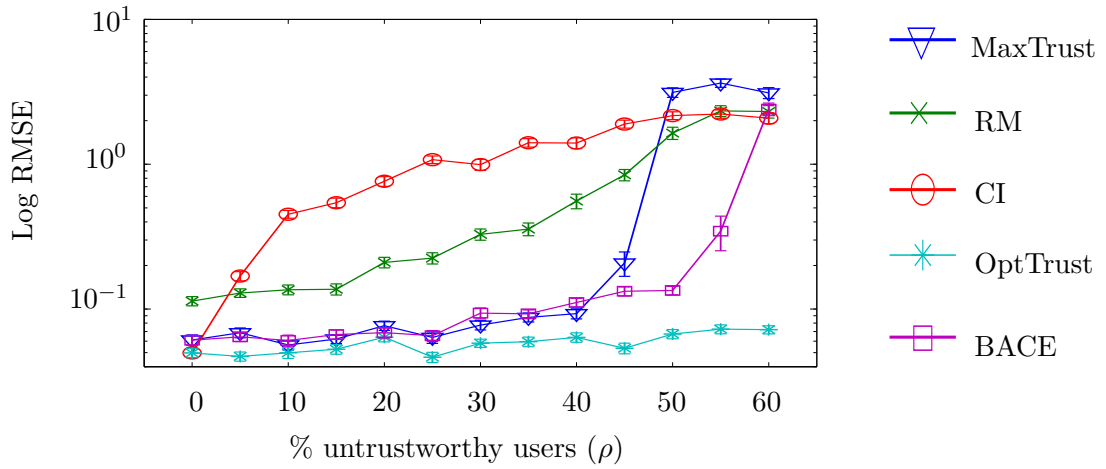 10^1
10^0
10^−1
Log RMSE
0 10 20 30 40 50 60
% untrustworthy users (ρ)
MaxTrust
RM
CI
OptTrust
BACE